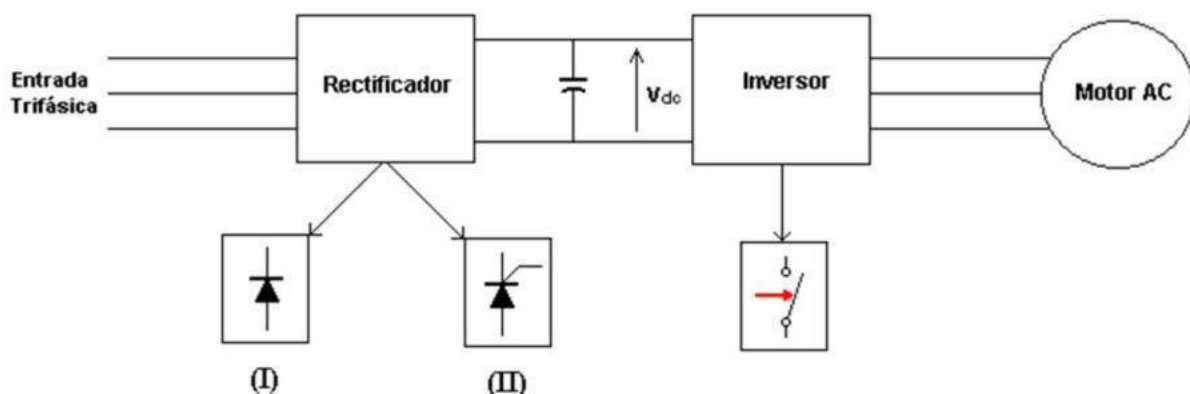 Entrada
Trifásica
Rectificador
Vdc
Inversor
Motor AC
(I)
(II)